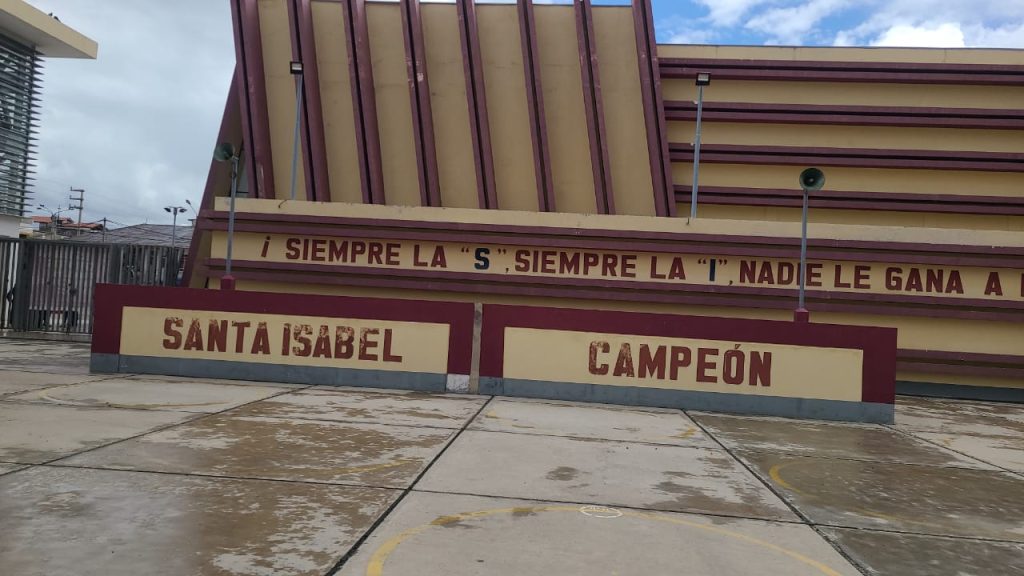 ¡ SIEMPRE LA "S", SIEMPRE LA "I", NADIE LE GANA A
SANTA ISABEL
CAMPEÓN